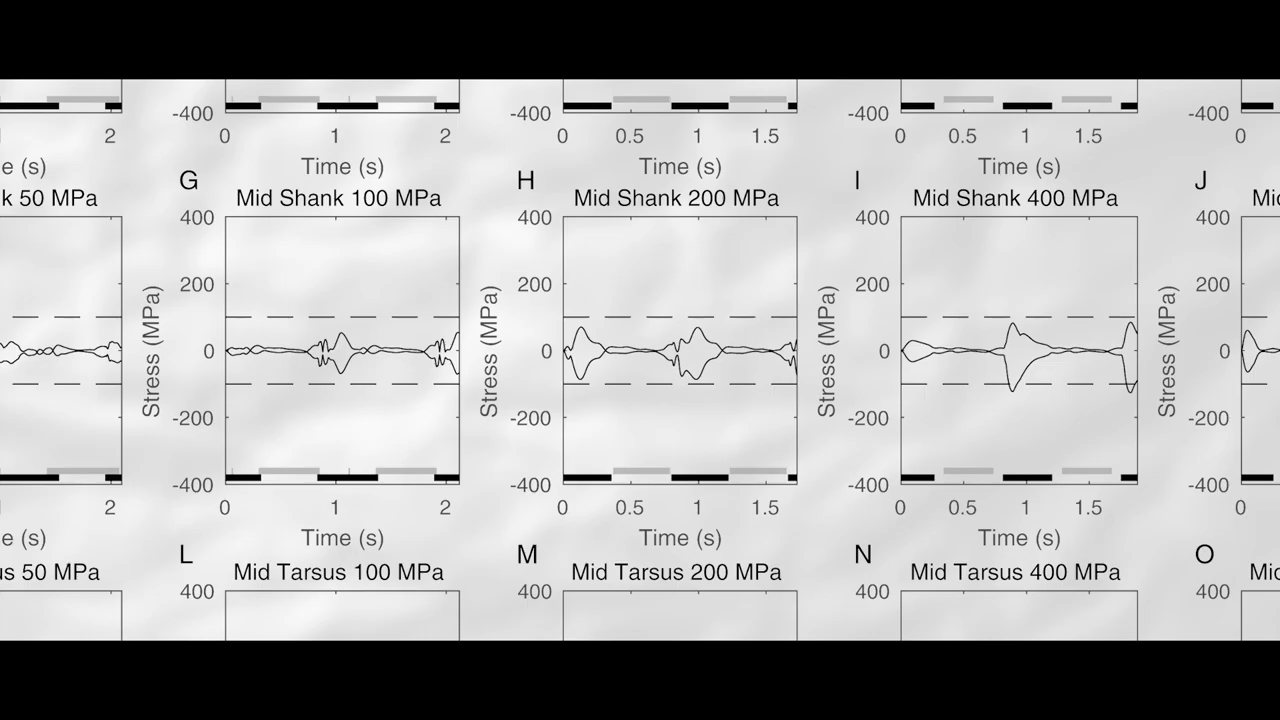 -400 -400 -400 -400
1 2 0 1 2 0 0.5 1 1.5 0 0.5 1 1.5 0
e (s) Time (s) Time (s) Time (s)
G H I J
k 50 MPa Mid Shank 100 MPa Mid Shank 200 MPa Mid Shank 400 MPa
400 400 400 400
200 200 200 200
Stress (MPa) Stress (MPa) Stress (MPa) Stress (MPa)
0 0 0 0
-200 -200 -200 -200
-400 -400 -400 -400
1 2 0 1 2 0 0.5 1 1.5 0 0.5 1 1.5 0
e (s) Time (s) Time (s) Time (s)
L M N O
us 50 MPa Mid Tarsus 100 MPa Mid Tarsus 200 MPa Mid Tarsus 400 MPa
400 400 400 400